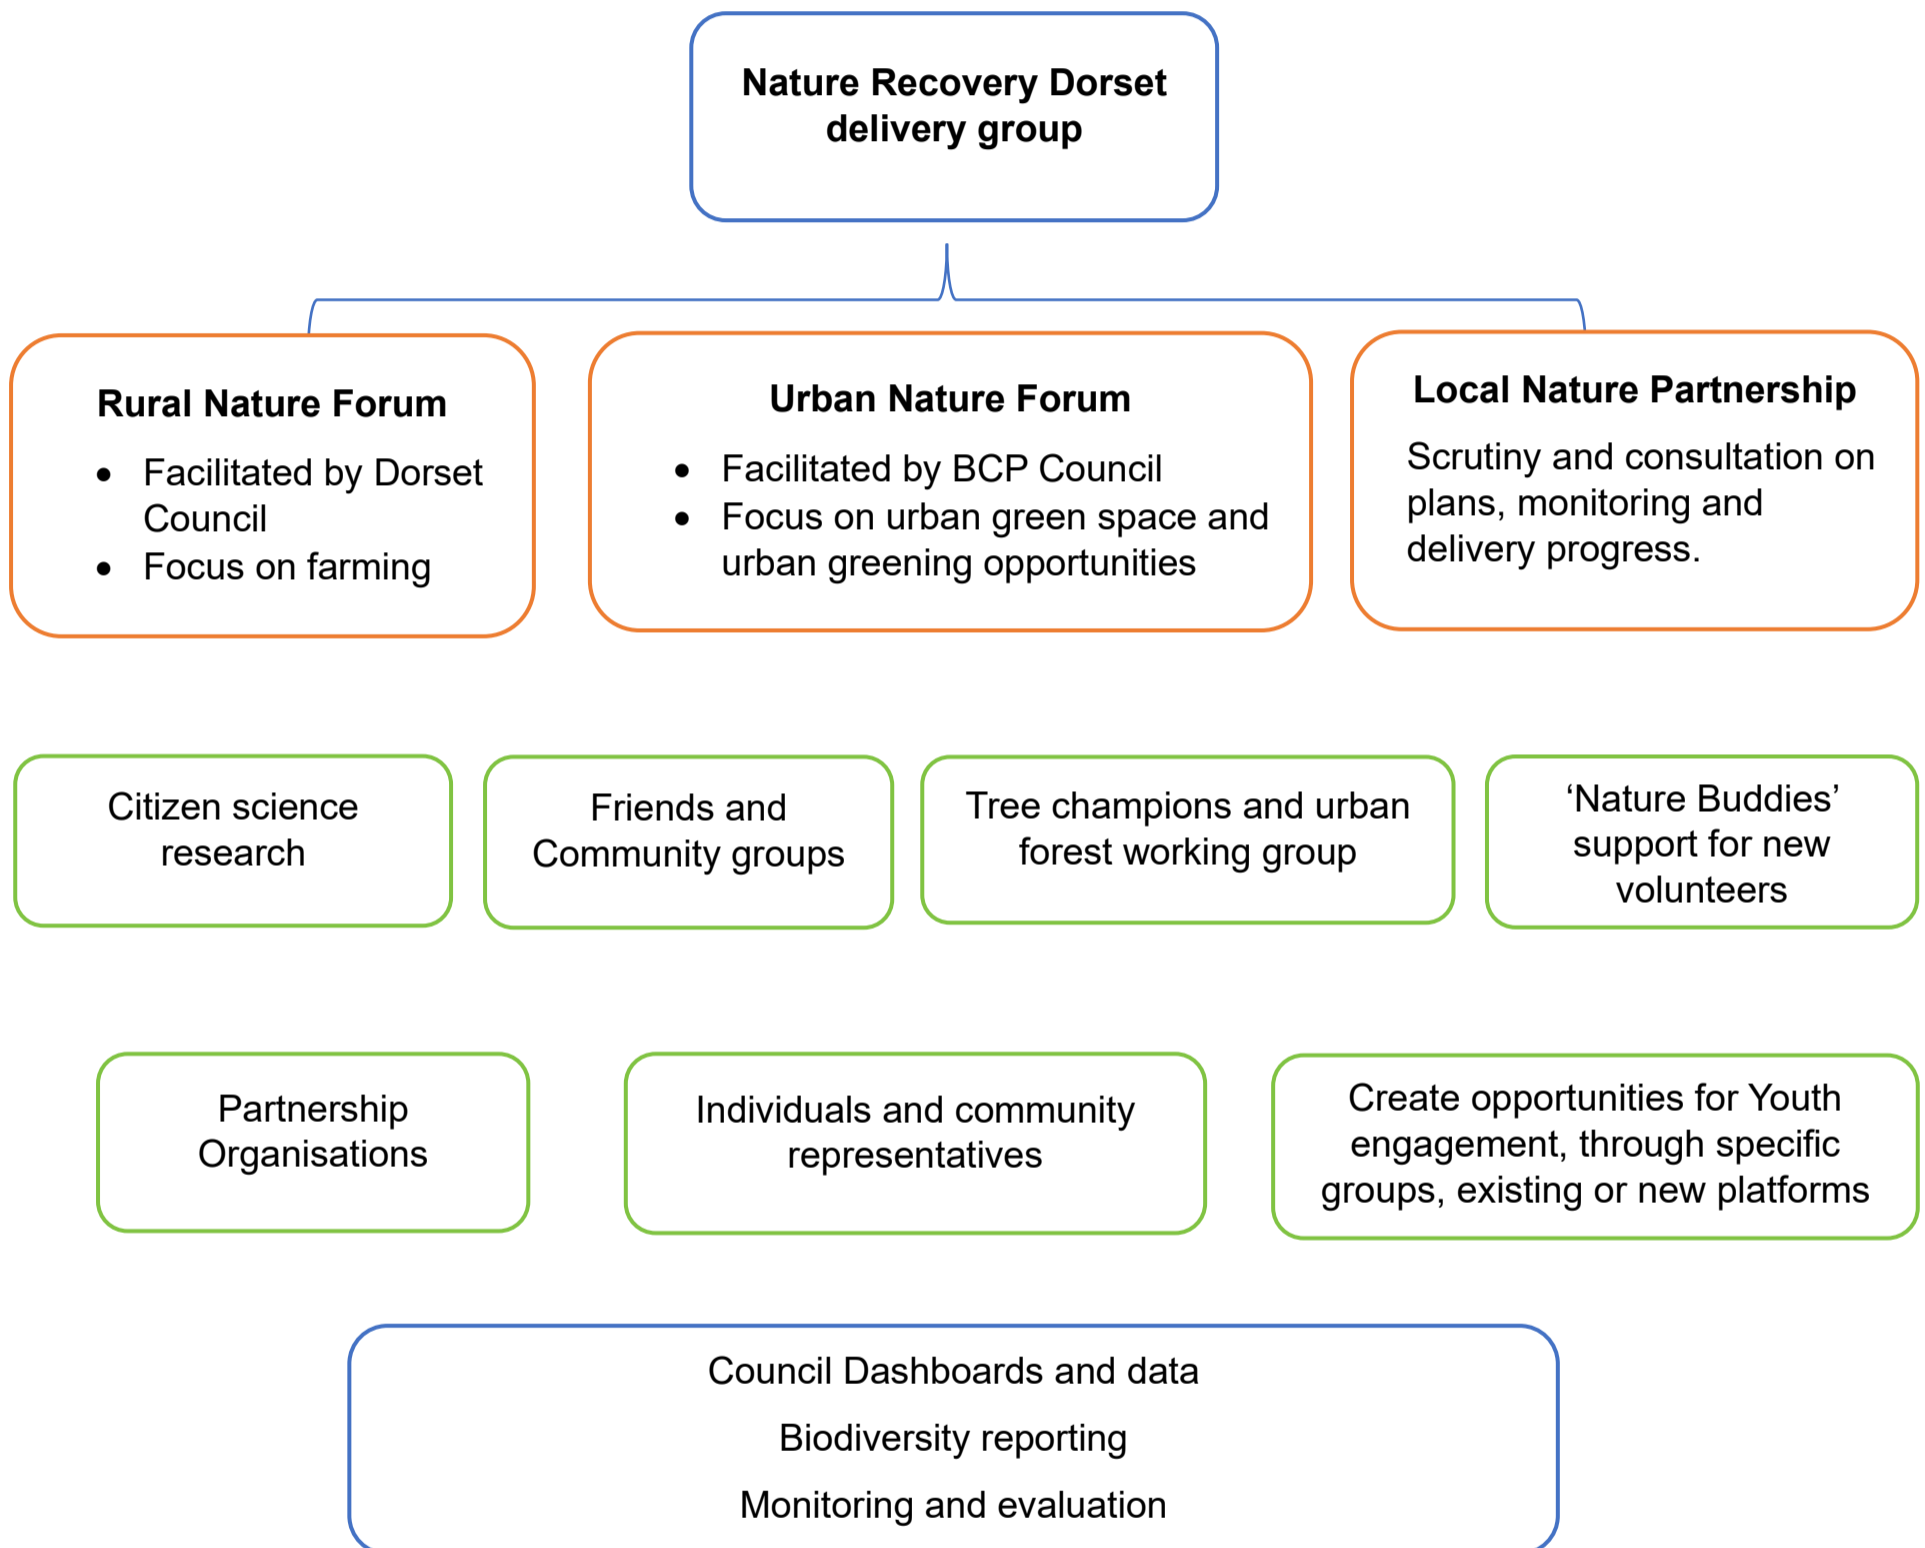 Nature Recovery Dorset
delivery group
Rural Nature Forum
• Facilitated by Dorset
Council
• Focus on farming
Urban Nature Forum
• Facilitated by BCP Council
• Focus on urban green space and
urban greening opportunities
Local Nature Partnership
Scrutiny and consultation on
plans, monitoring and
delivery progress.
Citizen science
research
Friends and
Community groups
Tree champions and urban
forest working group
‘Nature Buddies’
support for new
volunteers
Partnership
Organisations
Individuals and community
representatives
Create opportunities for Youth
engagement, through specific
groups, existing or new platforms
Council Dashboards and data
Biodiversity reporting
Monitoring and evaluation